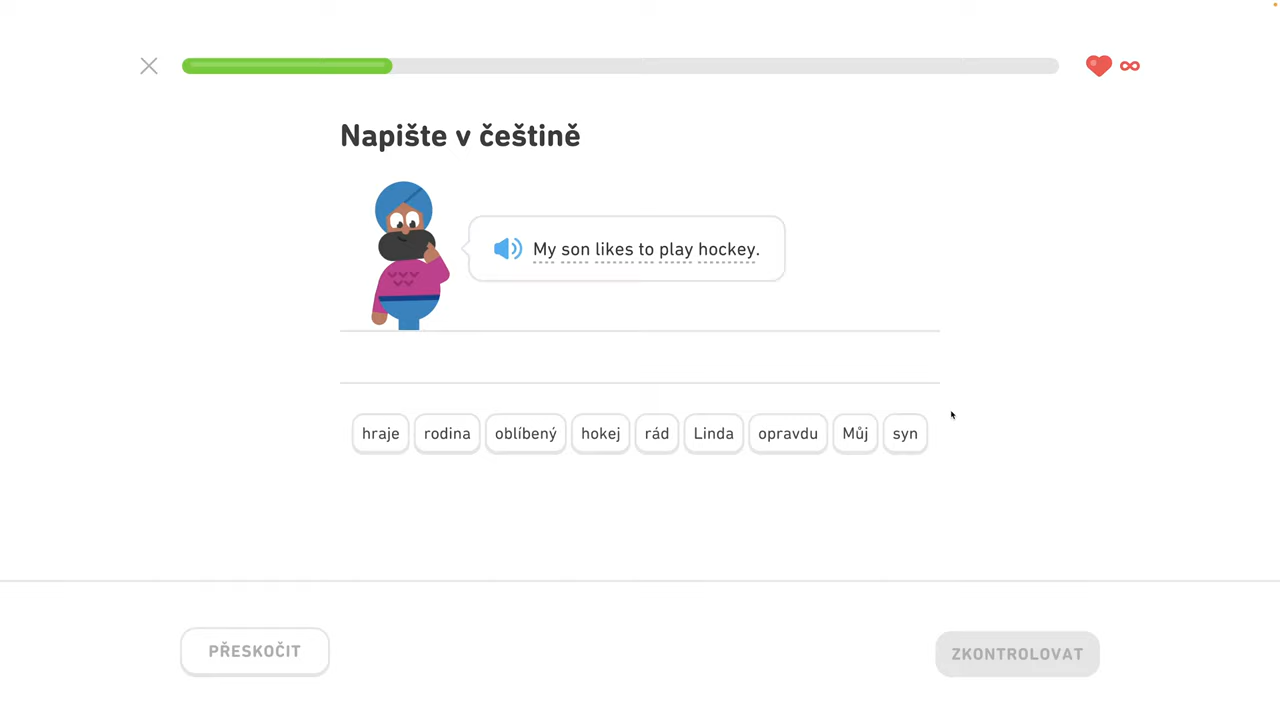 ∞
Napište v češtině
My son likes to play hockey.
hraje rodina oblíbený hokej rád Linda opravdu Můj syn
PŘESKOČIT ZKONTROLOVAT